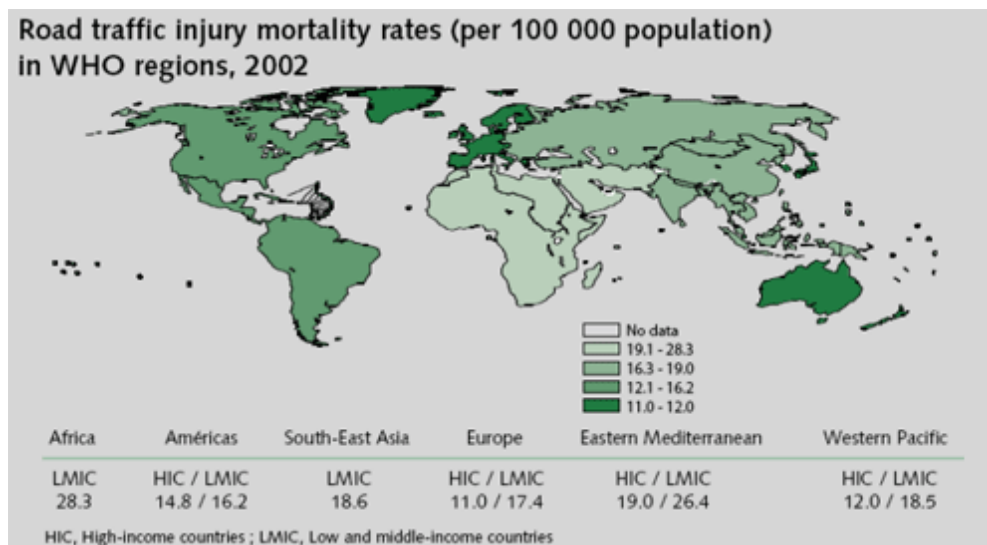 Road traffic injury mortality rates (per 100 000 population)
in WHO regions, 2002
No data
19.1 - 28.3
16.3 - 19.0
12.1 - 16.2
11.0 - 12.0
Africa Américas South-East Asia Europe Eastern Mediterranean Western Pacific
LMIC HIC / LMIC LMIC HIC / LMIC HIC / LMIC HIC / LMIC
28.3 14.8 / 16.2 18.6 11.0 / 17.4 19.0 / 26.4 12.0 / 18.5
HIC, High-income countries ; LMIC, Low and middle-income countries